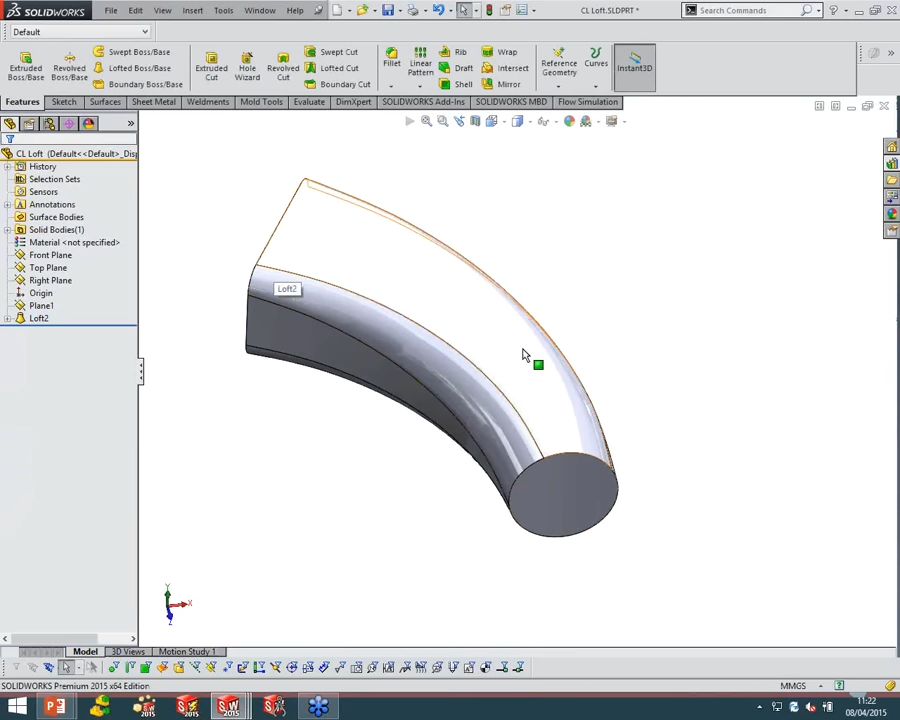 SOLIDWORKS
File Edit View Insert Tools Window Help
CL Loft.SLDPRT *
Search Commands
Default
Extruded Boss/Base
Revolved Boss/Base
Swept Boss/Base
Lofted Boss/Base
Boundary Boss/Base
Extruded Cut
Hole Wizard
Revolved Cut
Swept Cut
Lofted Cut
Boundary Cut
Fillet
Linear Pattern
Rib
Draft
Shell
Wrap
Intersect
Mirror
Reference Geometry
Curves
Instant3D
Features Sketch Surfaces Sheet Metal Weldments Mold Tools Evaluate DimXpert SOLIDWORKS Add-Ins SOLIDWORKS MBD Flow Simulation
CL Loft (Default<<Default>_Disp
History
Selection Sets
Sensors
Annotations
Surface Bodies
Solid Bodies(1)
Material <not specified>
Front Plane
Top Plane
Right Plane
Origin
Plane1
Loft2
Loft2
Y
X
Z
Model 3D Views Motion Study 1
SOLIDWORKS Premium 2015 x64 Edition
MMGS
11:22
08/04/2015